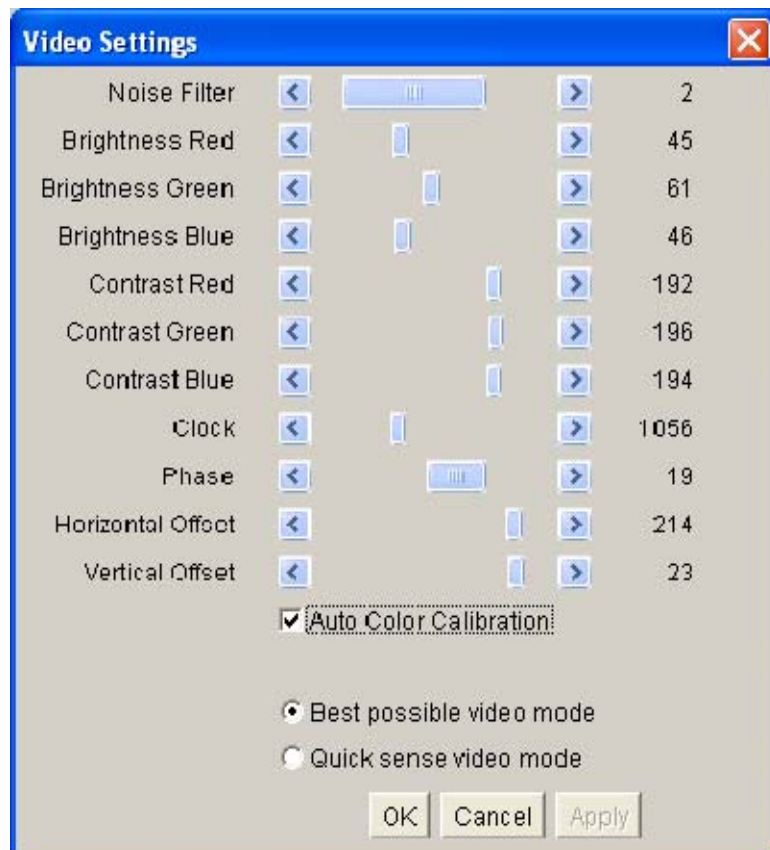 Video Settings
Noise Filter 2
Brightness Red 45
Brightness Green 61
Brightness Blue 46
Contrast Red 192
Contrast Green 196
Contrast Blue 194
Clock 1056
Phase 19
Horizontal Offset 214
Vertical Offset 23
Auto Color Calibration
Best possible video mode
Quick sense video mode
OK Cancel Apply